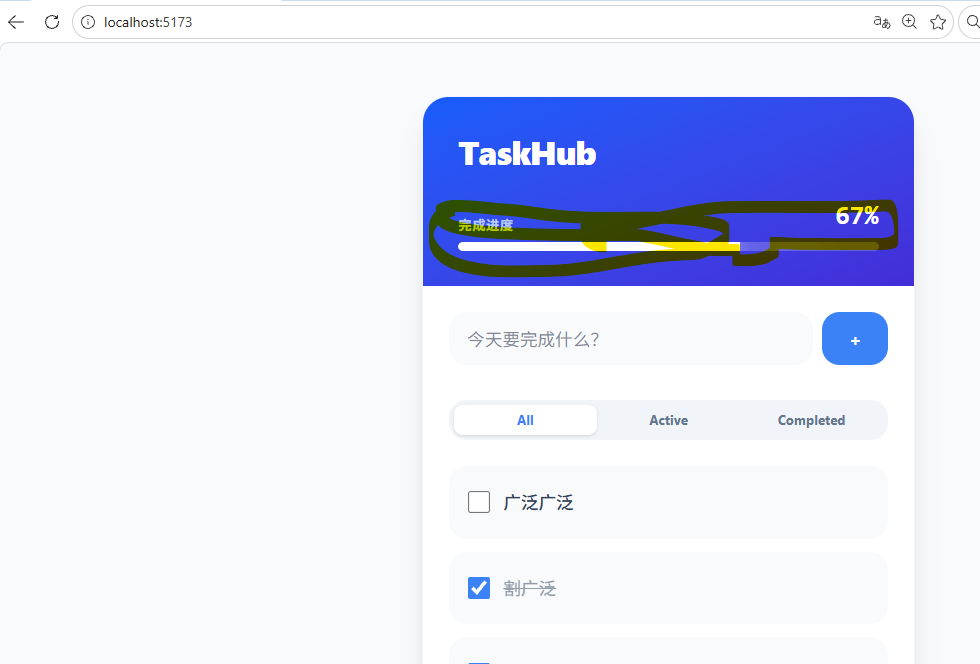 localhost:5173
TaskHub
完成进度
67%
今天要完成什么？
+
All
Active
Completed
广泛广泛
割广泛